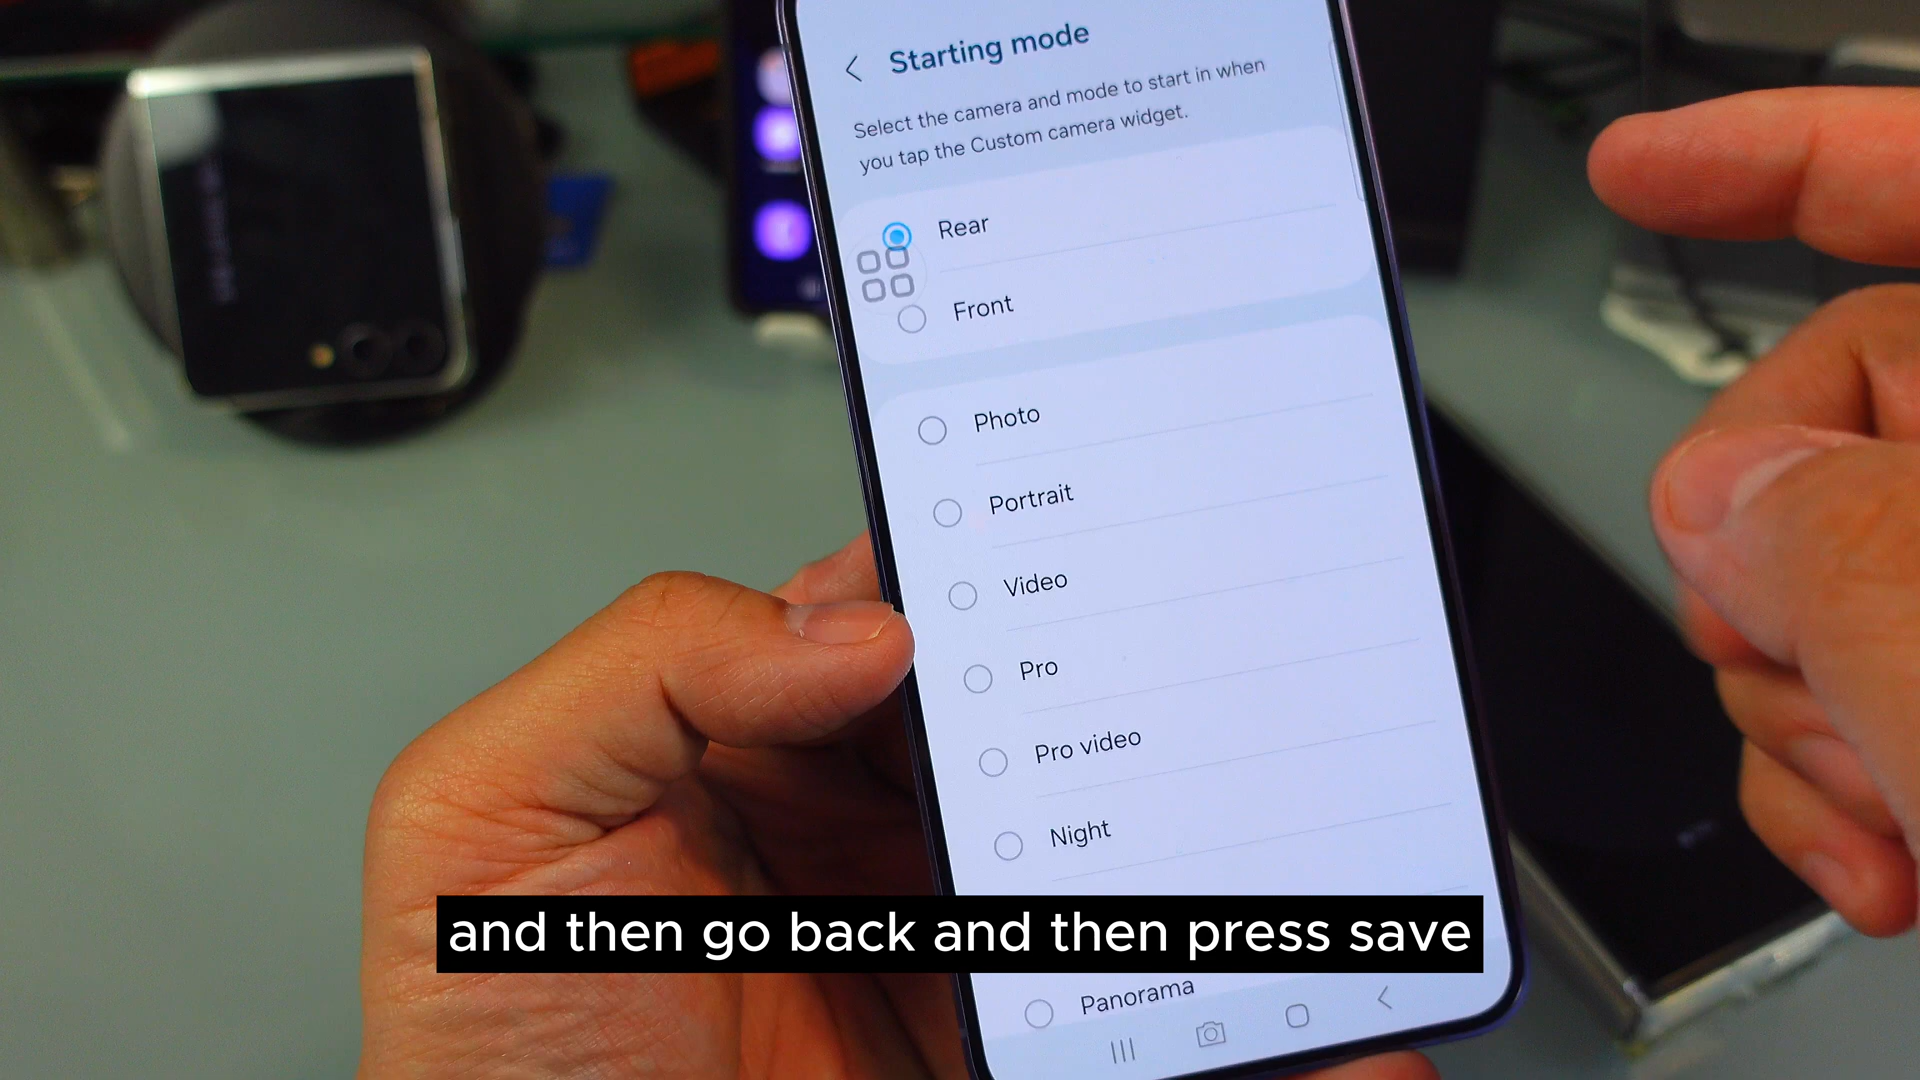 Starting mode
Select the camera and mode to start in when
you tap the Custom camera widget.
Rear
Front
Photo
Portrait
Video
Pro
Pro video
Night
and then go back and then press save
Panorama